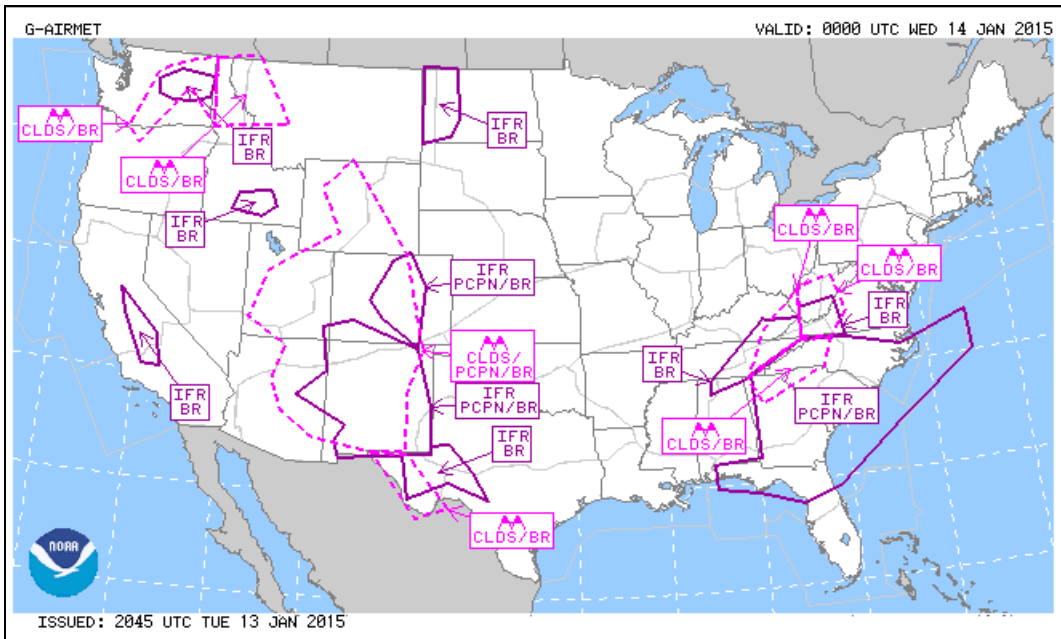 G-AIRMET
VALID: 0000 UTC WED 14 JAN 2015
CLDS/BR
IFR
BR
IFR
BR
CLDS/BR
IFR
BR
CLDS/BR
CLDS/BR
IFR
PCPN/BR
IFR
BR
CLDS/
PCPN/BR
IFR
BR
IFR
BR
IFR
PCPN/BR
IFR
PCPN/BR
CLDS/BR
IFR
BR
CLDS/BR
NOAA
ISSUED: 2045 UTC TUE 13 JAN 2015